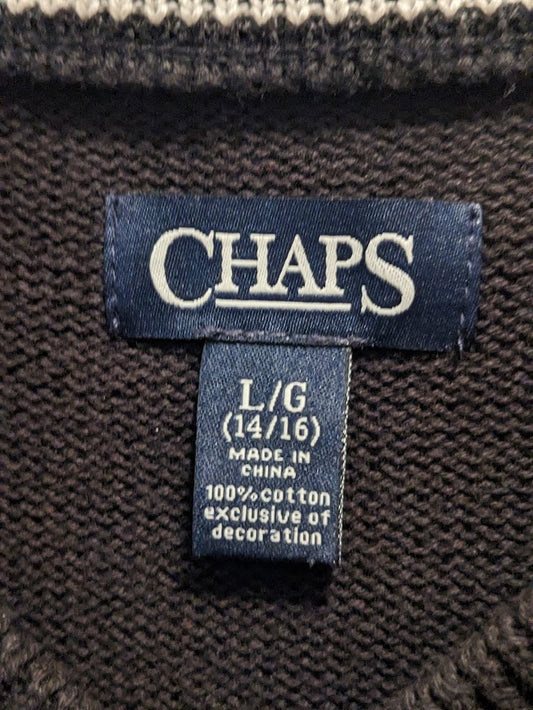 CHAPS
L/G
(14/16)
MADE IN
CHINA
100% cotton
exclusive of
decoration